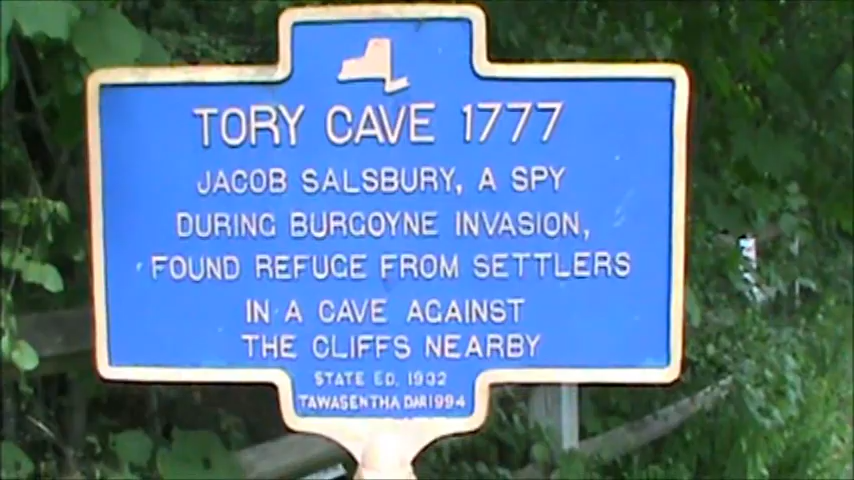 TORY CAVE 1777
JACOB SALSBURY, A SPY
DURING BURGOYNE INVASION,
FOUND REFUGE FROM SETTLERS
IN A CAVE AGAINST
THE CLIFFS NEARBY
STATE ED. 1932
TAWASENTHA DAR 1994